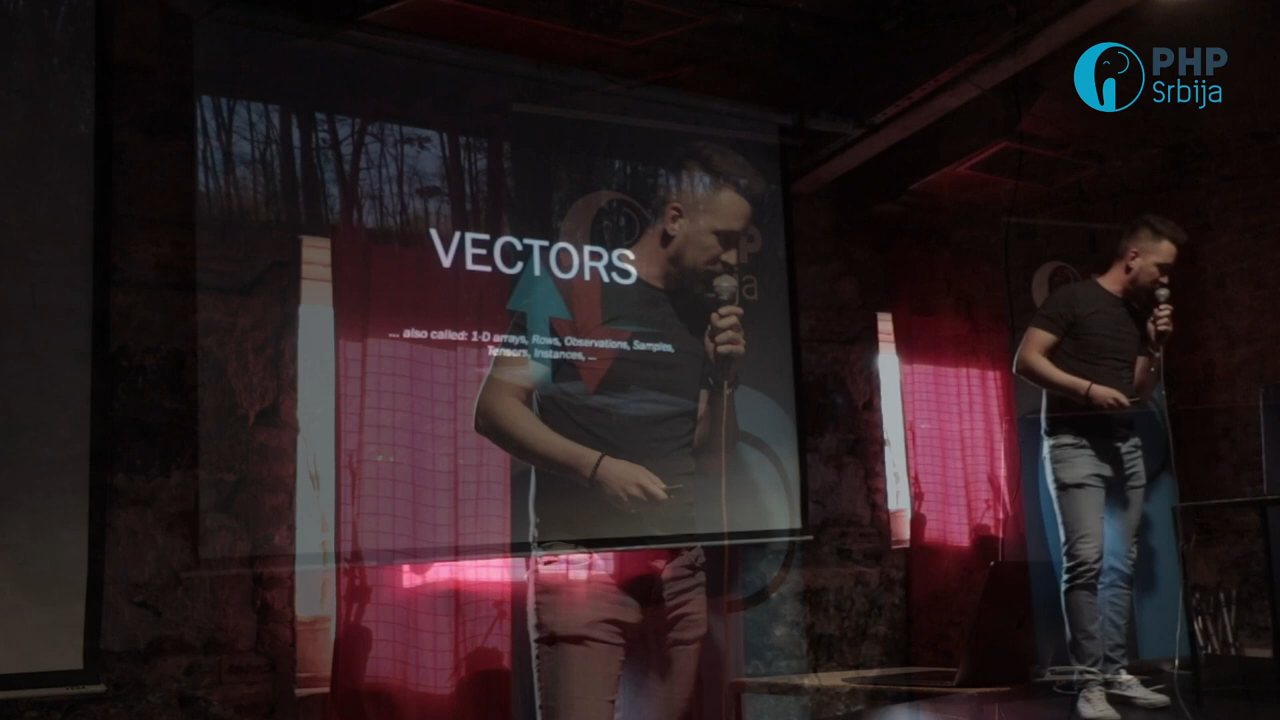 PHP
Srbija
VECTORS
... also called: 1-D arrays, Rows, Observations, Samples,
Tensors, Instances, ...
P
a